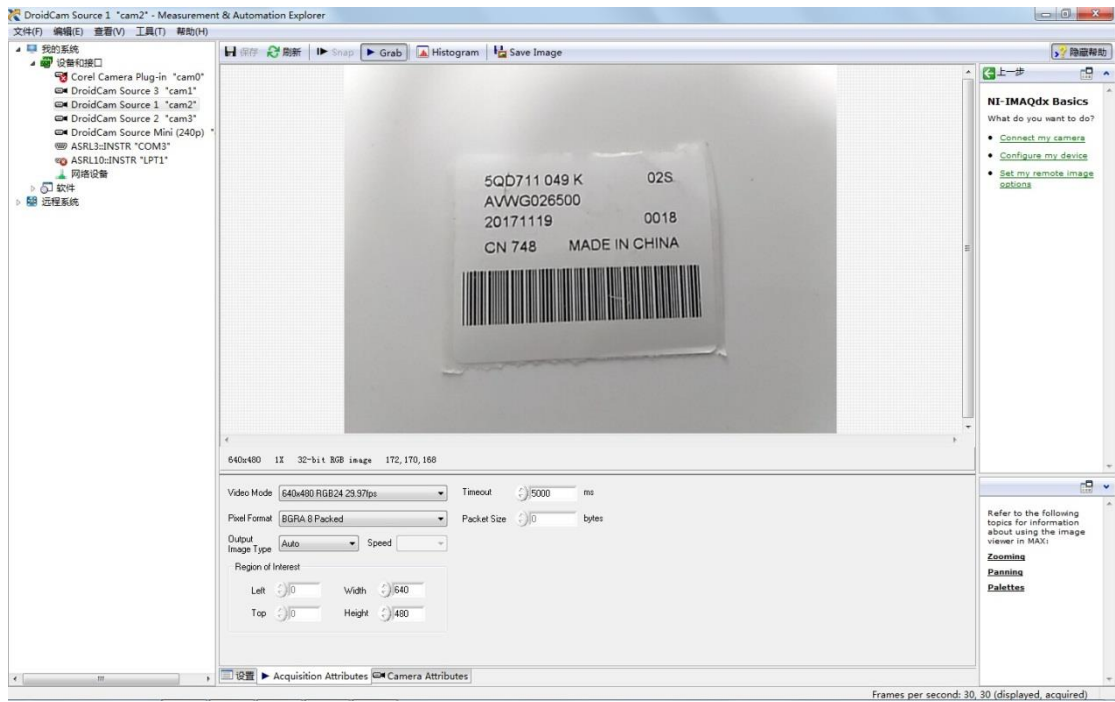 DroidCam Source 1 "cam2" - Measurement & Automation Explorer
文件(F) 编辑(E) 查看(V) 工具(T) 帮助(H)
我的系统
设备和接口
Corel Camera Plug-in "cam0"
DroidCam Source 3 "cam1"
DroidCam Source 1 "cam2"
DroidCam Source 2 "cam3"
DroidCam Source Mini (240p) "
ASRL3::INSTR "COM3"
ASRL10::INSTR "LPT1"
网络设备
软件
远程系统
保存 刷新 Snap Grab Histogram Save Image 隐藏帮助
5QD711 049 K 02S
AVWG026500
20171119 0018
CN 748 MADE IN CHINA
640x480 1X 32-bit RGB image 172,170,168
Video Mode 640x480 RGB24 29.97fps Timeout 5000 ms
Pixel Format BGRA 8 Packed Packet Size 0 bytes
Output Image Type Auto Speed
Region of Interest
Left 0 Width 640
Top 0 Height 480
设置 Acquisition Attributes Camera Attributes
上一步
NI-IMAQdx Basics
What do you want to do?
Connect my camera
Configure my device
Set my remote image
options
Refer to the following
topics for information
about using the image
viewer in MAX:
Zooming
Panning
Palettes
Frames per second: 30, 30 (displayed, acquired)